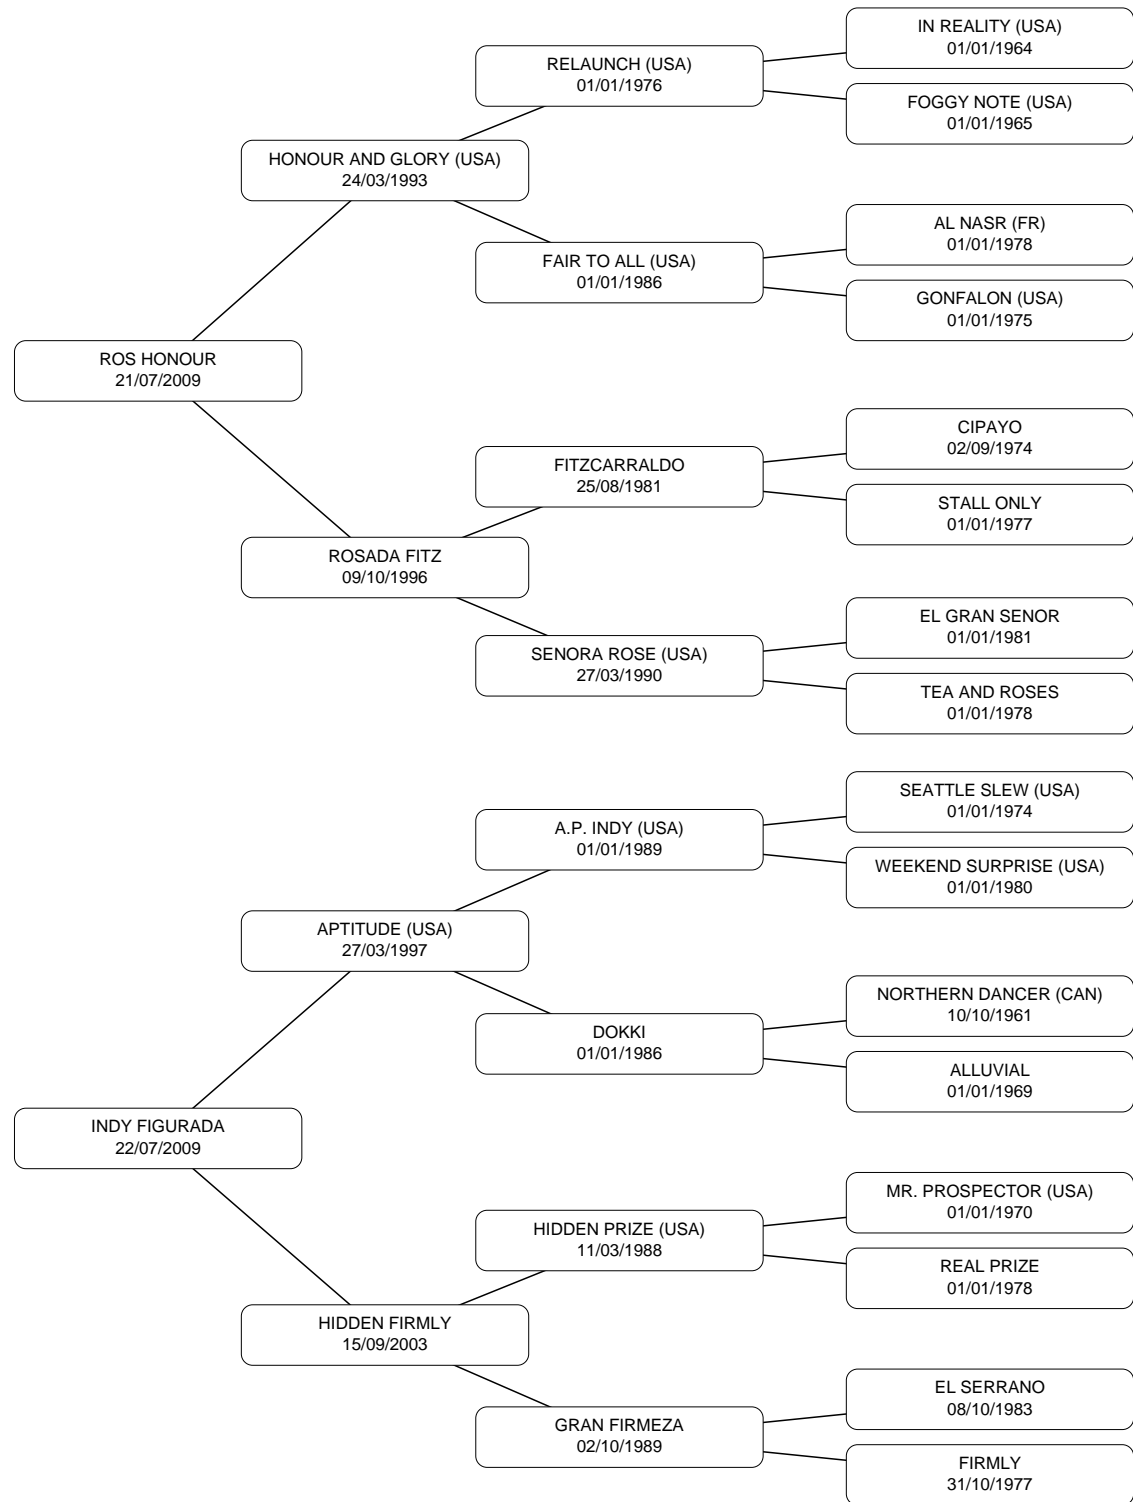 IN REALITY (USA)
01/01/1964
RELAUNCH (USA)
01/01/1976
FOGGY NOTE (USA)
01/01/1965
HONOUR AND GLORY (USA)
24/03/1993
AL NASR (FR)
01/01/1978
FAIR TO ALL (USA)
01/01/1986
GONFALON (USA)
01/01/1975
ROS HONOUR
21/07/2009
CIPAYO
02/09/1974
FITZCARRALDO
25/08/1981
STALL ONLY
01/01/1977
ROSADA FITZ
09/10/1996
EL GRAN SENOR
01/01/1981
SENORA ROSE (USA)
27/03/1990
TEA AND ROSES
01/01/1978
SEATTLE SLEW (USA)
01/01/1974
A.P. INDY (USA)
01/01/1989
WEEKEND SURPRISE (USA)
01/01/1980
APTITUDE (USA)
27/03/1997
NORTHERN DANCER (CAN)
10/10/1961
DOKKI
01/01/1986
ALLUVIAL
01/01/1969
INDY FIGURADA
22/07/2009
MR. PROSPECTOR (USA)
01/01/1970
HIDDEN PRIZE (USA)
11/03/1988
REAL PRIZE
01/01/1978
HIDDEN FIRMLY
15/09/2003
EL SERRANO
08/10/1983
GRAN FIRMEZA
02/10/1989
FIRMLY
31/10/1977